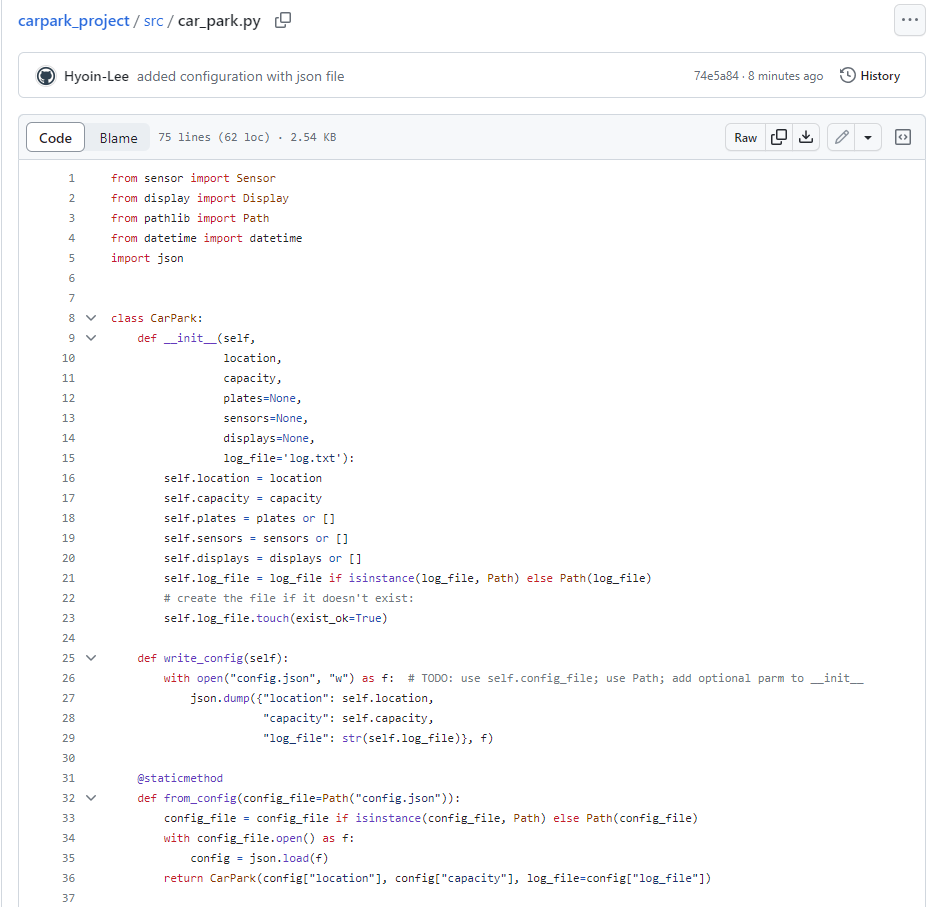 carpark_project / src / car_park.py
Hyoin-Lee added configuration with json file 74e5a84 · 8 minutes ago History
Code Blame 75 lines (62 loc) · 2.54 KB Raw
1 from sensor import Sensor
2 from display import Display
3 from pathlib import Path
4 from datetime import datetime
5 import json
6
7
8 class CarPark:
9     def __init__(self,
10                  location,
11                  capacity,
12                  plates=None,
13                  sensors=None,
14                  displays=None,
15                  log_file='log.txt'):
16         self.location = location
17         self.capacity = capacity
18         self.plates = plates or []
19         self.sensors = sensors or []
20         self.displays = displays or []
21         self.log_file = log_file if isinstance(log_file, Path) else Path(log_file)
22         # create the file if it doesn't exist:
23         self.log_file.touch(exist_ok=True)
24
25     def write_config(self):
26         with open("config.json", "w") as f:  # TODO: use self.config_file; use Path; add optional parm to __init__
27             json.dump({"location": self.location,
28                        "capacity": self.capacity,
29                        "log_file": str(self.log_file)}, f)
30
31     @staticmethod
32     def from_config(config_file=Path("config.json")):
33         config_file = config_file if isinstance(config_file, Path) else Path(config_file)
34         with config_file.open() as f:
35             config = json.load(f)
36         return CarPark(config["location"], config["capacity"], log_file=config["log_file"])
37